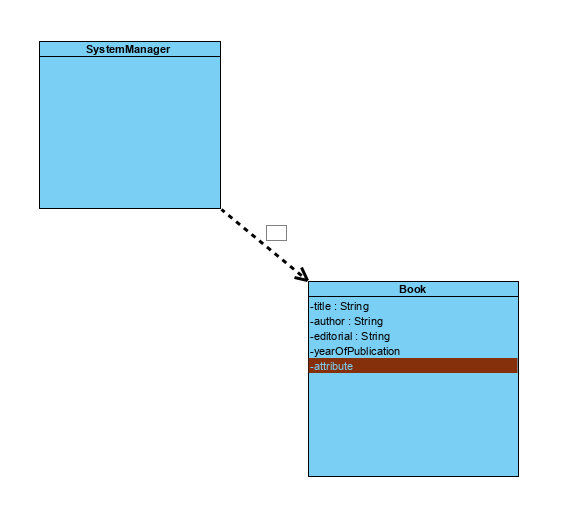 SystemManager
Book
-title : String
-author : String
-editorial : String
-yearOfPublication
-attribute